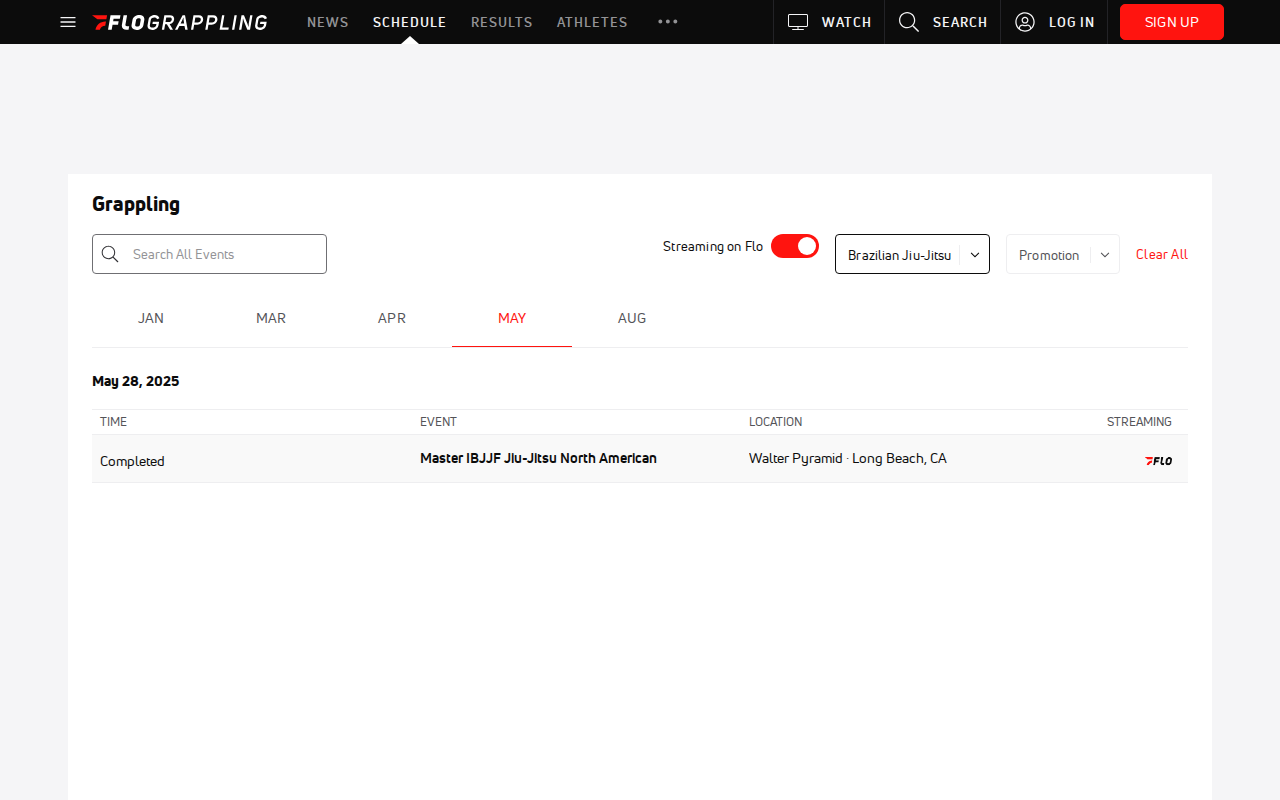 FLOGRAPPLING NEWS SCHEDULE RESULTS ATHLETES ••• WATCH SEARCH LOG IN SIGN UP
Grappling
Search All Events Streaming on Flo Brazilian Jiu-Jitsu Promotion Clear All
JAN MAR APR MAY AUG
May 28, 2025
TIME EVENT LOCATION STREAMING
Completed Master IBJJF Jiu-Jitsu North American Walter Pyramid · Long Beach, CA FLO